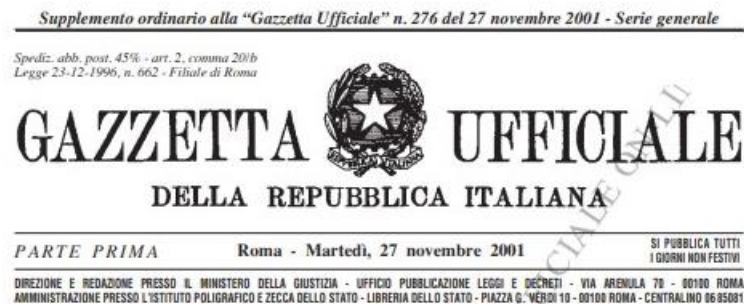 Supplemento ordinario alla “Gazzetta Ufficiale” n. 276 del 27 novembre 2001 - Serie generale
Spediz. abb. post. 45% - art. 2, comma 20/b
Legge 23-12-1996, n. 662 - Filiale di Roma
GAZZETTA UFFICIALE
DELLA REPUBBLICA ITALIANA
PARTE PRIMA
Roma - Martedì, 27 novembre 2001
SI PUBBLICA TUTTI
I GIORNI NON FESTIVI
DIREZIONE E REDAZIONE PRESSO IL MINISTERO DELLA GIUSTIZIA - UFFICIO PUBBLICAZIONE LEGGI E DECRETI - VIA ARENULA 70 - 00100 ROMA
AMMINISTRAZIONE PRESSO L'ISTITUTO POLIGRAFICO E ZECCA DELLO STATO - LIBRERIA DELLO STATO - PIAZZA G. VERDI 10 - 00100 ROMA - CENTRALINO 06 85081